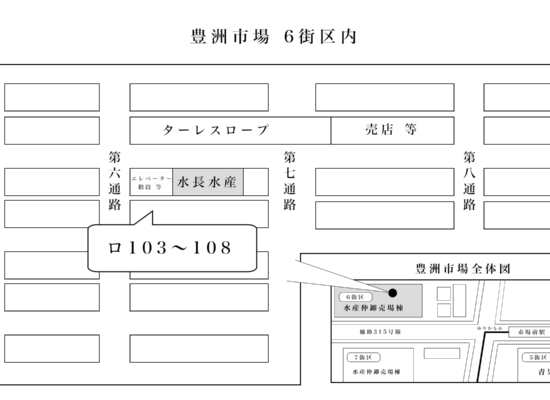 豊洲市場 6街区内
ターレスロープ
売店 等
第六通路
第七通路
第八通路
エレベーター
階段 等
水長水産
ロ103～108
豊洲市場全体図
6街区
水産仲卸売場棟
補助315号線
ゆりかもめ
市場前駅
7街区
水産仲卸売場棟
5街区